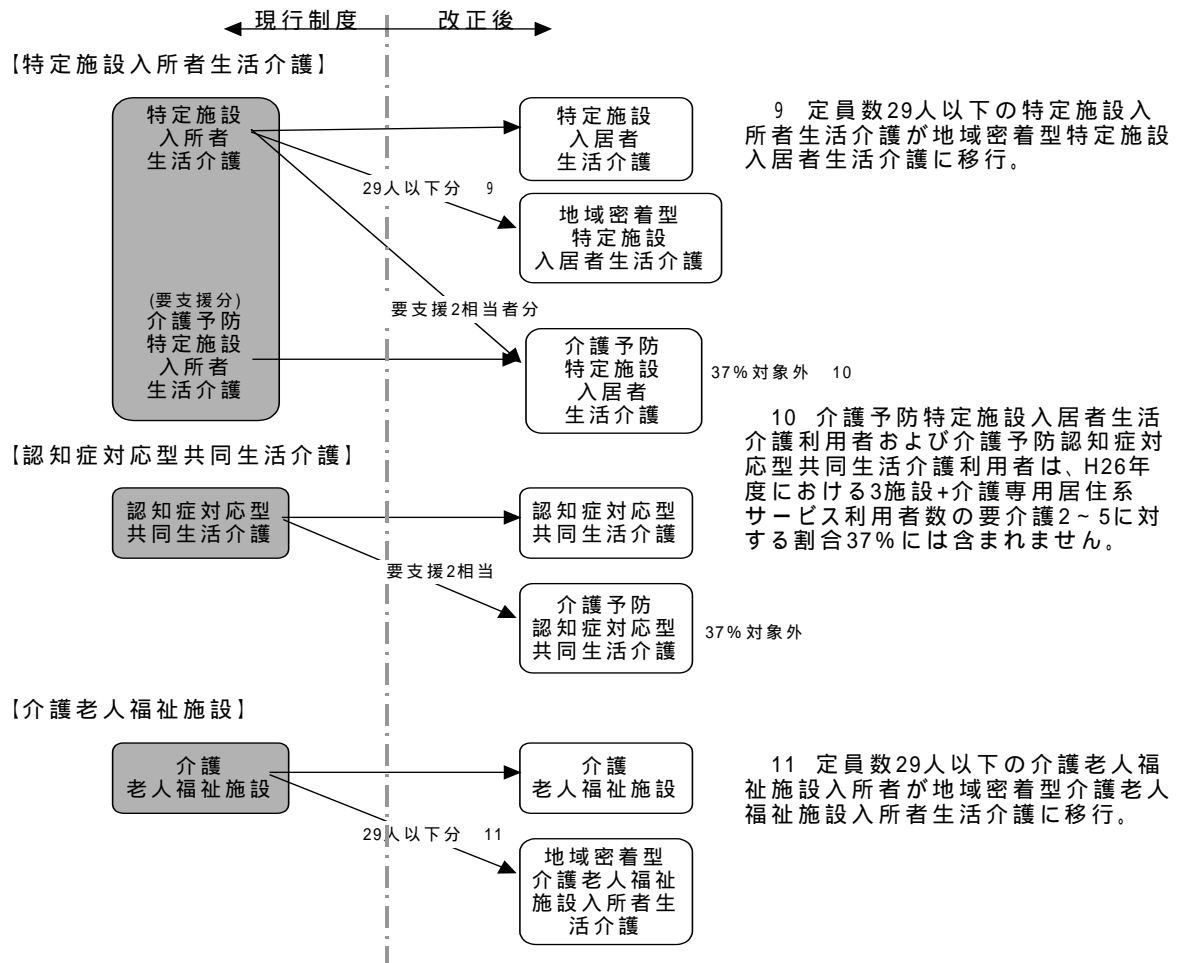 現行制度 改正後
【特定施設入所者生活介護】
特定施設
入所者
生活介護
(要支援分)
介護予防
特定施設
入所者
生活介護
29人以下分 9
要支援2相当者分
特定施設
入居者
生活介護
地域密着型
特定施設
入居者生活介護
介護予防
特定施設
入居者
生活介護
37%対象外 10
9 定員数29人以下の特定施設入
所者生活介護が地域密着型特定施設
入居者生活介護に移行。
10 介護予防特定施設入居者生活
介護利用者および介護予防認知症対
応型共同生活介護利用者は、H26年
度における3施設+介護専用居住系
サービス利用者数の要介護2~5に対
する割合37%には含まれません。
【認知症対応型共同生活介護】
認知症対応型
共同生活介護
要支援2相当
認知症対応型
共同生活介護
介護予防
認知症対応型
共同生活介護
37%対象外
【介護老人福祉施設】
介護
老人福祉施設
29人以下分 11
介護
老人福祉施設
地域密着型
介護老人福祉
施設入所者生
活介護
11 定員数29人以下の介護老人福
祉施設入所者が地域密着型介護老人
福祉施設入所者生活介護に移行。